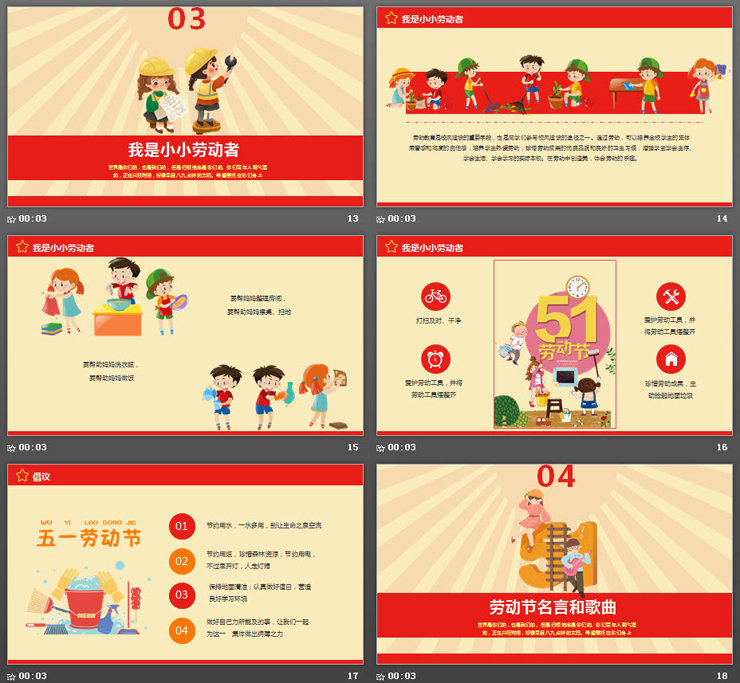 03
我是小小劳动者
世界是你们的，也是我们的，但是归根结底是你们的。你们青年人朝气蓬
勃，正在兴旺时期，好像早晨八九点钟的太阳。希望寄托在你们身上
00:03
13
我是小小劳动者
劳动教育是校风建设的重要手段，也是同学们参与校风建设的途径之一。通过劳动，可以培养全校学生的集体
荣誉感和高度的责任感，培养学生热爱劳动，珍惜劳动成果的优良品质和良好的卫生习惯，增强学生学会生存、
学会生活、学会学习的实际本领。在劳动中创造美，体会劳动的乐趣。
00:03
14
我是小小劳动者
要帮妈妈整理房间，
要帮助妈妈擦桌、扫地
要帮助妈妈洗衣服，
要帮助妈妈做饭
00:03
15
我是小小劳动者
打扫及时、干净
爱护劳动工具，并将
劳动工具摆整齐
51
劳动节
爱护劳动工具，并
将劳动工具摆整齐
珍惜劳动成果，主
动捡起地面垃圾
00:03
16
倡议
WU YI LAO DONG JIE
五一劳动节
01
节约用水，一水多用，别让生命之泉空流
02
节约用纸，珍惜森林资源；节约用电，
不过早开灯，人走灯熄
03
保持地面清洁；认真做好值日，营造
良好学习环境
04
做好自己力所能及的事，让我们一起
为这一 集体做出绵薄之力
00:03
17
04
51
劳动节名言和歌曲
世界是你们的，也是我们的，但是归根结底是你们的。你们青年人朝气蓬
勃，正在兴旺时期，好像早晨八九点钟的太阳。希望寄托在你们身上
00:03
18